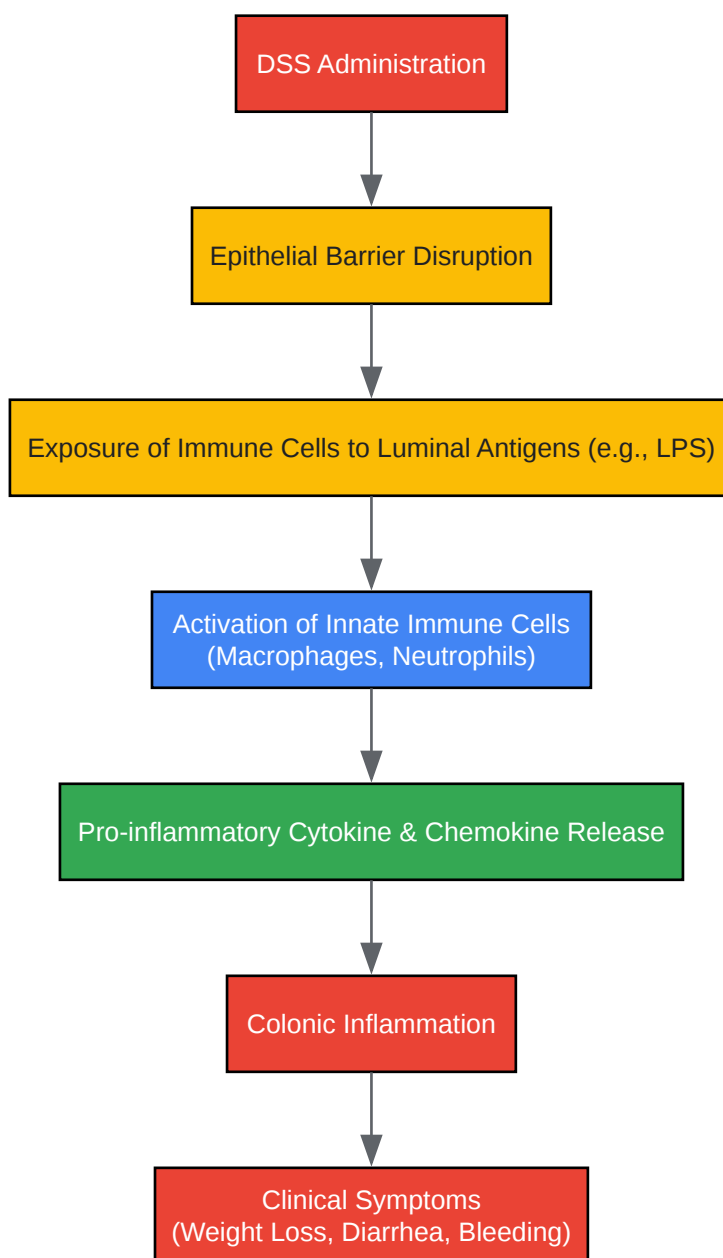 DSS Administration
Epithelial Barrier Disruption
Exposure of Immune Cells to Luminal Antigens (e.g., LPS)
Activation of Innate Immune Cells
(Macrophages, Neutrophils)
Pro-inflammatory Cytokine & Chemokine Release
Colonic Inflammation
Clinical Symptoms
(Weight Loss, Diarrhea, Bleeding)